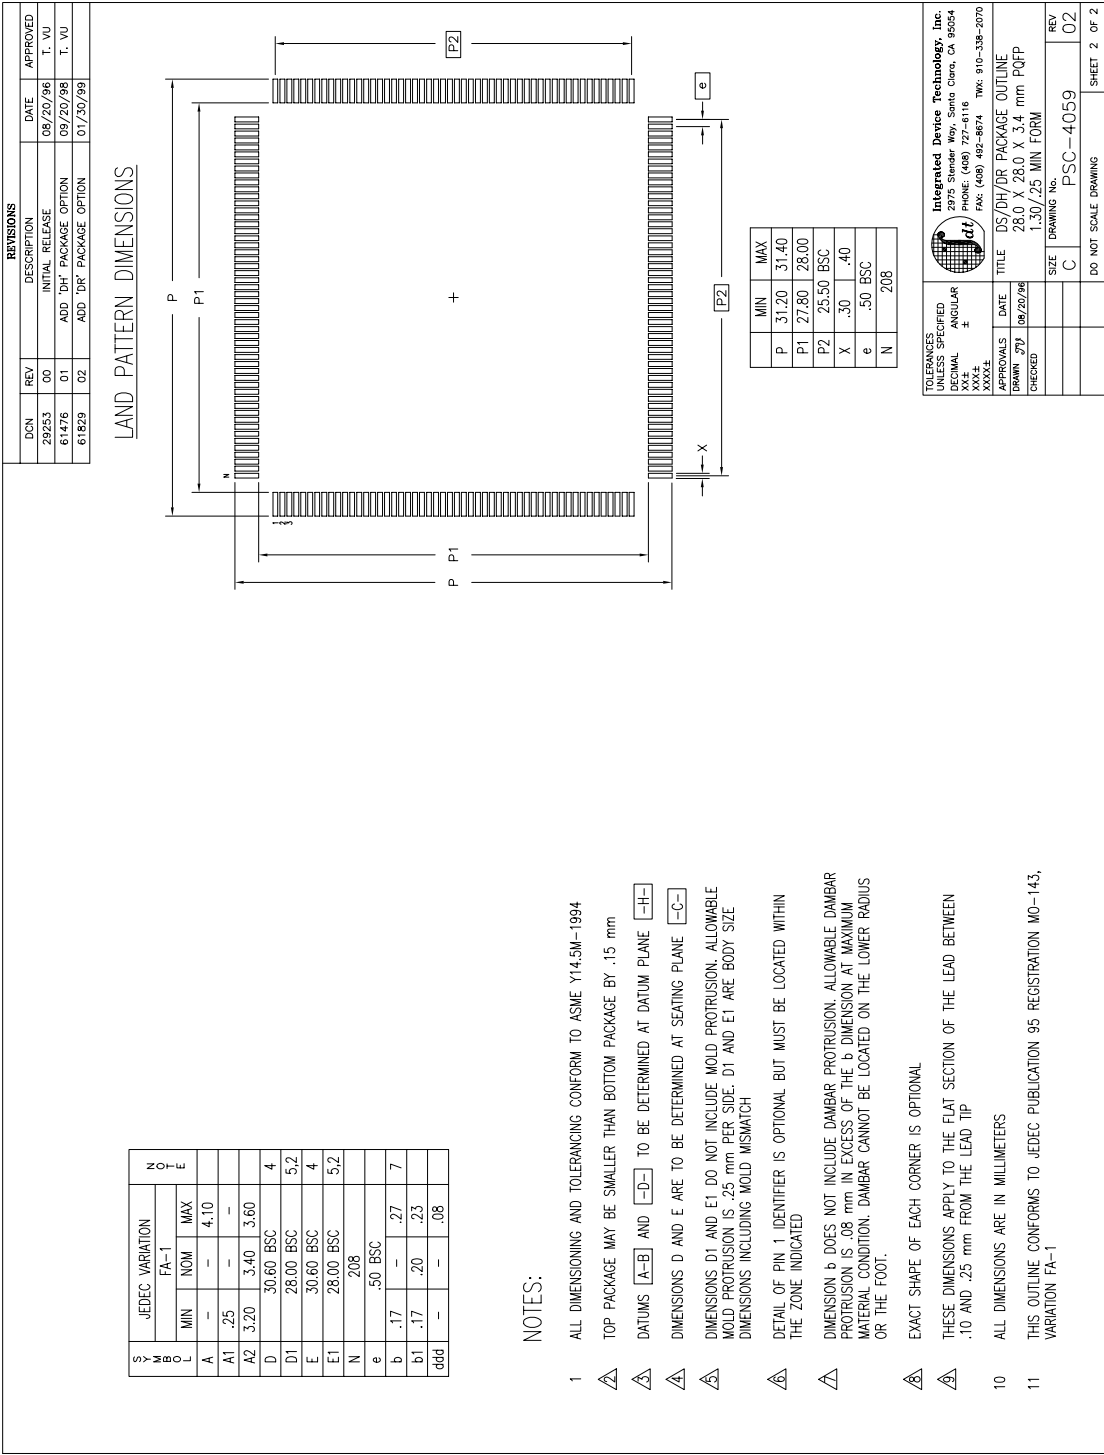 REVISIONS
DCN REV DESCRIPTION DATE APPROVED
29253 00 INITIAL RELEASE 08/20/96 T. VU
61476 01 ADD 'DH' PACKAGE OPTION 09/20/98 T. VU
61829 02 ADD 'DR' PACKAGE OPTION 01/30/99
LAND PATTERN DIMENSIONS
P
P1
P2
N
1
2
3
P
P1
X
e
P2
MIN MAX
P 31.20 31.40
P1 27.80 28.00
P2 25.50 BSC
X .30 .40
e .50 BSC
N 208
SYMBOL JEDEC VARIATION NOTE
FA-1
MIN NOM MAX
A – – 4.10
A1 .25 – –
A2 3.20 3.40 3.60
D 30.60 BSC 4
D1 28.00 BSC 5,2
E 30.60 BSC 4
E1 28.00 BSC 5,2
N 208
e .50 BSC
b .17 – .27 7
b1 .17 .20 .23
ddd – .08
NOTES:
1 ALL DIMENSIONING AND TOLERANCING CONFORM TO ASME Y14.5M-1994
2 TOP PACKAGE MAY BE SMALLER THAN BOTTOM PACKAGE BY .15 mm
3 DATUMS A-B AND -D- TO BE DETERMINED AT DATUM PLANE -H-
4 DIMENSIONS D AND E ARE TO BE DETERMINED AT SEATING PLANE -C-
5 DIMENSIONS D1 AND E1 DO NOT INCLUDE MOLD PROTRUSION. ALLOWABLE
MOLD PROTRUSION IS .25 mm PER SIDE. D1 AND E1 ARE BODY SIZE
DIMENSIONS INCLUDING MOLD MISMATCH
6 DETAIL OF PIN 1 IDENTIFIER IS OPTIONAL BUT MUST BE LOCATED WITHIN
THE ZONE INDICATED
7 DIMENSION b DOES NOT INCLUDE DAMBAR PROTRUSION. ALLOWABLE DAMBAR
PROTRUSION IS .08 mm IN EXCESS OF THE b DIMENSION AT MAXIMUM
MATERIAL CONDITION. DAMBAR CANNOT BE LOCATED ON THE LOWER RADIUS
OR THE FOOT.
8 EXACT SHAPE OF EACH CORNER IS OPTIONAL
9 THESE DIMENSIONS APPLY TO THE FLAT SECTION OF THE LEAD BETWEEN
.10 AND .25 mm FROM THE LEAD TIP
10 ALL DIMENSIONS ARE IN MILLIMETERS
11 THIS OUTLINE CONFORMS TO JEDEC PUBLICATION 95 REGISTRATION MO-143,
VARIATION FA-1
TOLERANCES
UNLESS SPECIFIED
DECIMAL ANGULAR
XX± ±
XXX±
XXXX±
APPROVALS DATE
DRAWN TV 08/20/96
CHECKED
idt
Integrated Device Technology, Inc.
2975 Stender Way, Santa Clara, CA 95054
PHONE: (408) 727-6116
FAX: (408) 492-8674 TWX: 910-338-2070
TITLE DS/DH/DR PACKAGE OUTLINE
28.0 X 28.0 X 3.4 mm PQFP
1.30/.25 MIN FORM
SIZE C DRAWING No. PSC-4059 REV 02
DO NOT SCALE DRAWING SHEET 2 OF 2